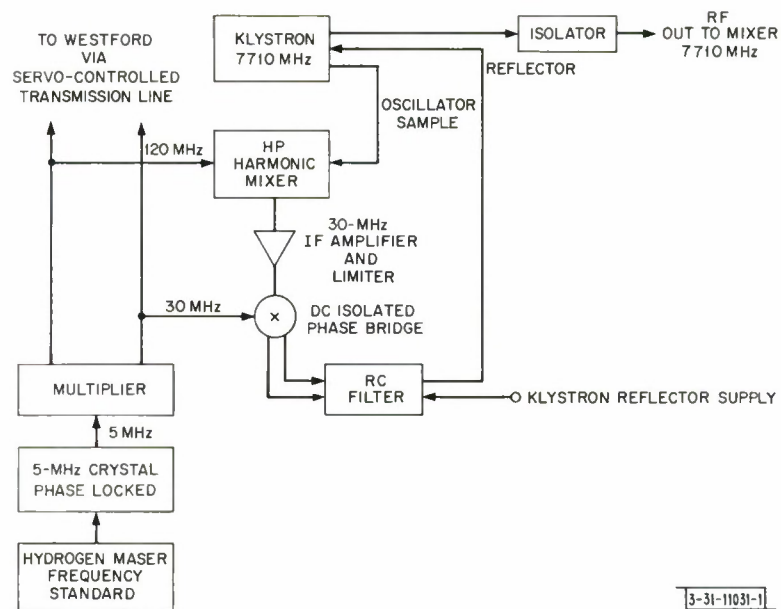 TO WESTFORD
VIA
SERVO-CONTROLLED
TRANSMISSION LINE
KLYSTRON
7710 MHz
ISOLATOR
RF
OUT TO MIXER
7710 MHz
REFLECTOR
OSCILLATOR
SAMPLE
120 MHz
HP
HARMONIC
MIXER
30-MHz
IF AMPLIFIER
AND
LIMITER
30 MHz
×
DC ISOLATED
PHASE BRIDGE
MULTIPLIER
RC
FILTER
KLYSTRON REFLECTOR SUPPLY
5 MHz
5-MHz CRYSTAL
PHASE LOCKED
HYDROGEN MASER
FREQUENCY
STANDARD
3-31-11031-1